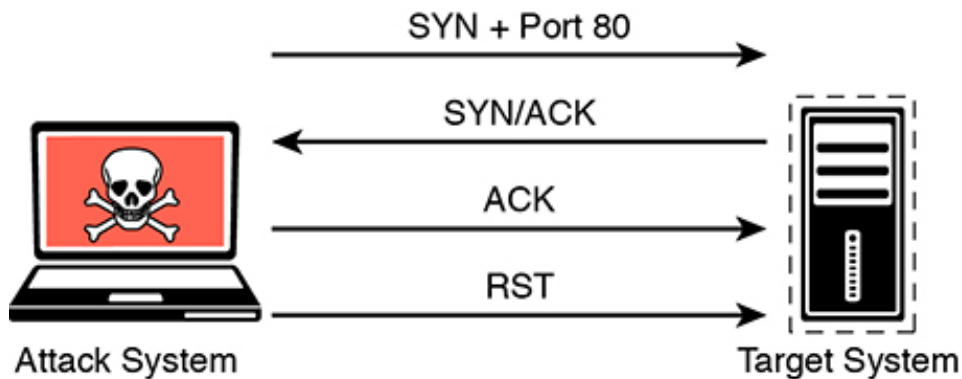 SYN + Port 80
SYN/ACK
ACK
RST
Attack System
Target System